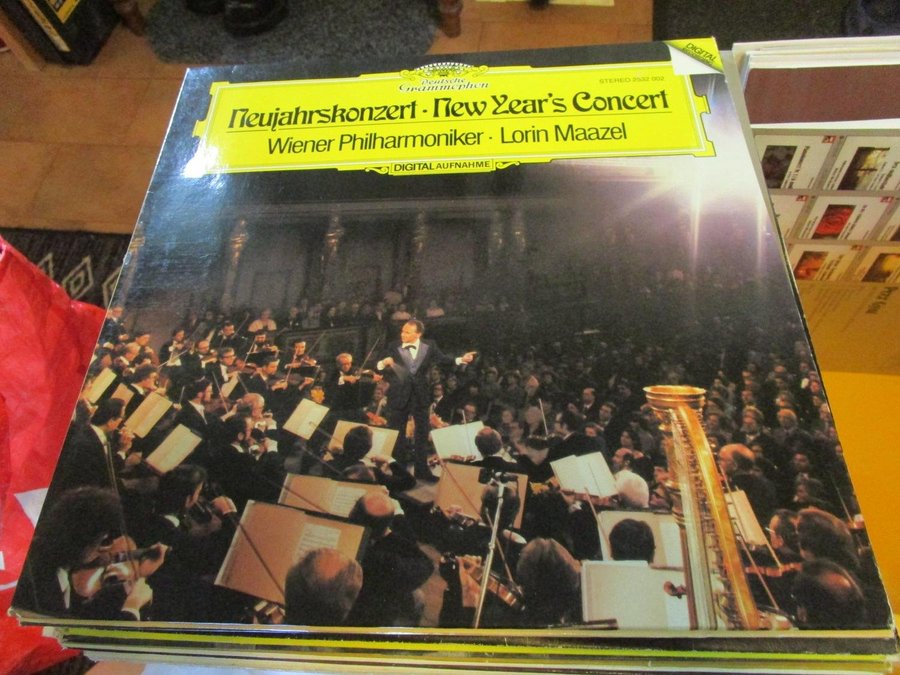 DIGITAL
Deutsche
Grammophon
STEREO 2532 002
Neujahrskonzert · New Year's Concert
Wiener Philharmoniker · Lorin Maazel
DIGITAL AUFNAHME